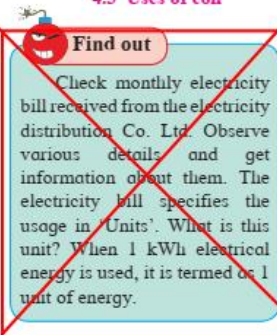 Find out
Check monthly electricity
bill received from the electricity
distribution Co. Ltd. Observe
various details and get
information about them. The
electricity bill specifies the
usage in 'Units'. What is this
unit? When 1 kWh electrical
energy is used, it is termed as 1
unit of energy.